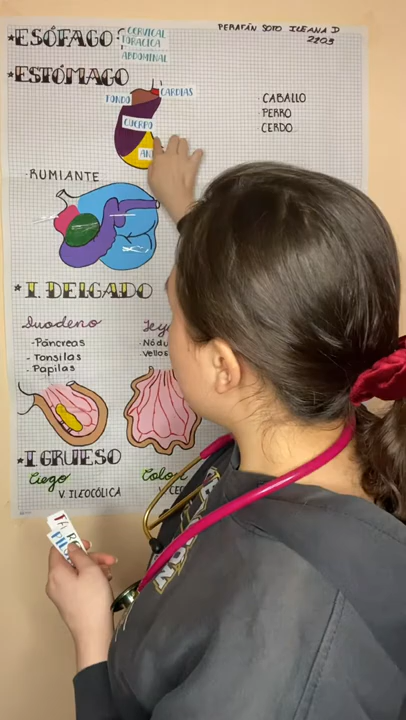 PERAFÁN SOTO ILEANA D
2203
*ESÓFAGO:
CERVICAL
TORACICA
ABDOMINAL
*ESTÓMAGO
CARDIAS
FONDO
CUERPO
CABALLO
PERRO
CERDO
·RUMIANTE
*I. DELGADO
Duodeno
-Páncreas
-Tonsilas
-Papilas
*I GRUESO
Ciego
V. ILEOCÓLICA